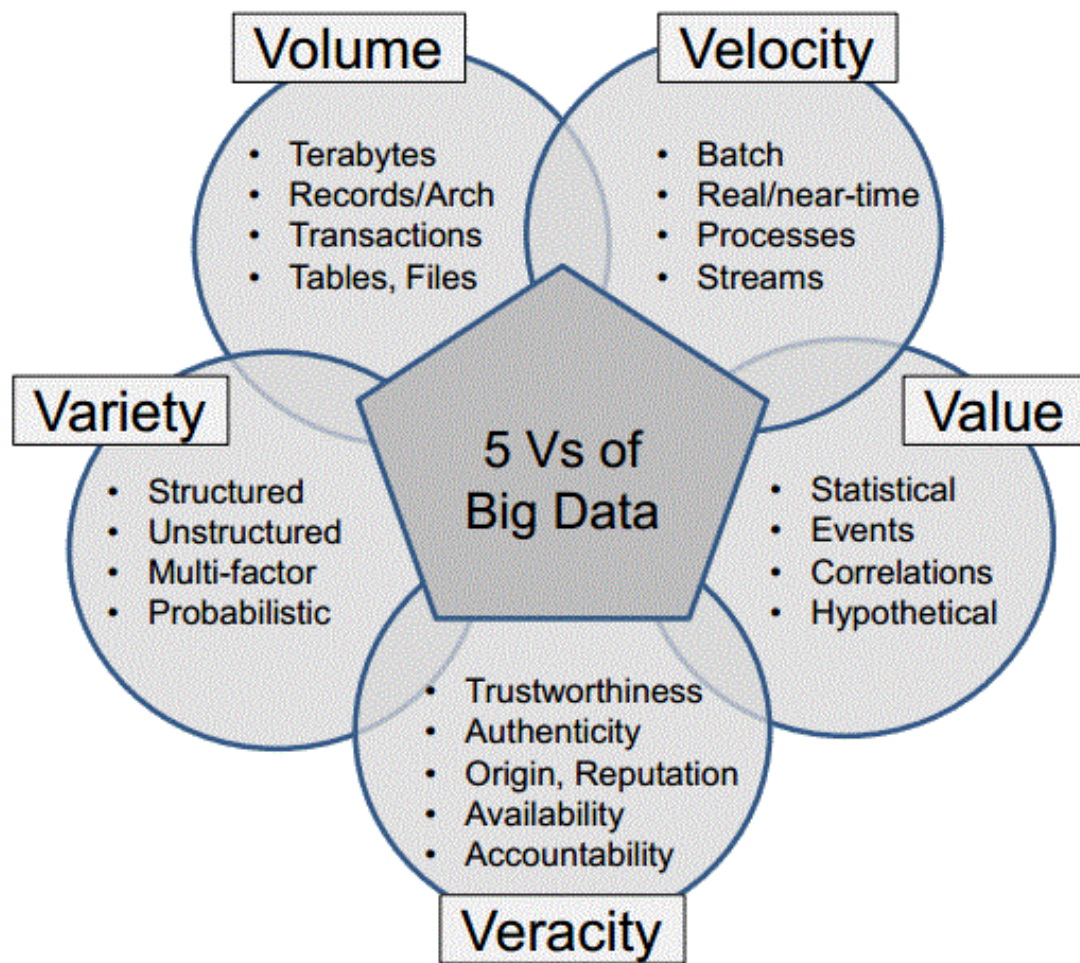 Volume
• Terabytes
• Records/Arch
• Transactions
• Tables, Files
Velocity
• Batch
• Real/near-time
• Processes
• Streams
Variety
• Structured
• Unstructured
• Multi-factor
• Probabilistic
5 Vs of
Big Data
Value
• Statistical
• Events
• Correlations
• Hypothetical
• Trustworthiness
• Authenticity
• Origin, Reputation
• Availability
• Accountability
Veracity